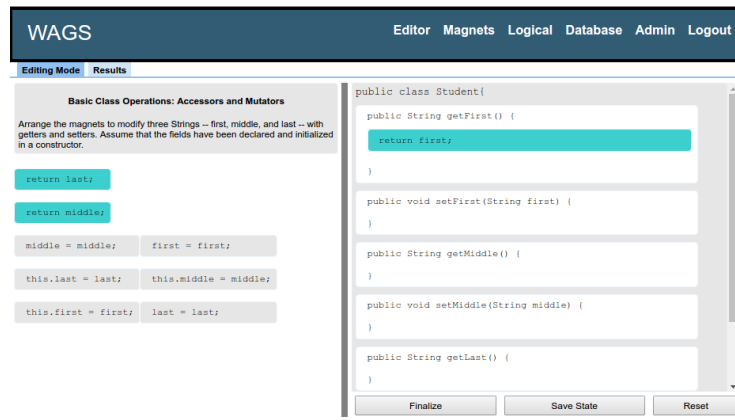 WAGS
Editor Magnets Logical Database Admin Logout
Editing Mode Results
Basic Class Operations: Accessors and Mutators
Arrange the magnets to modify three Strings -- first, middle, and last -- with
getters and setters. Assume that the fields have been declared and initialized
in a constructor.
return last;
return middle;
middle = middle; first = first;
this.last = last; this.middle = middle;
this.first = first; last = last;
public class Student{
public String getFirst() {
return first;
}
public void setFirst(String first) {
}
public String getMiddle() {
}
public void setMiddle(String middle) {
}
public String getLast() {
}
Finalize Save State Reset